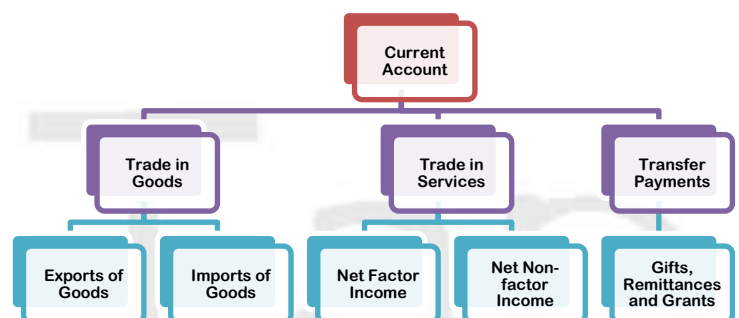 Current
Account
Trade in
Goods
Trade in
Services
Transfer
Payments
Exports of
Goods
Imports of
Goods
Net Factor
Income
Net Non-
factor
Income
Gifts,
Remittances
and Grants